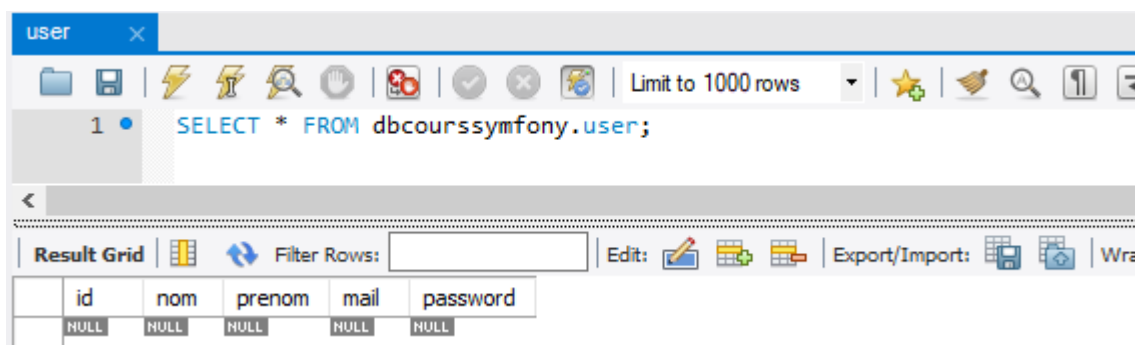 user
Limit to 1000 rows
1 SELECT * FROM dbcourssymfony.user;
Result Grid Filter Rows: Edit: Export/Import: Wra
id nom prenom mail password
NULL NULL NULL NULL NULL